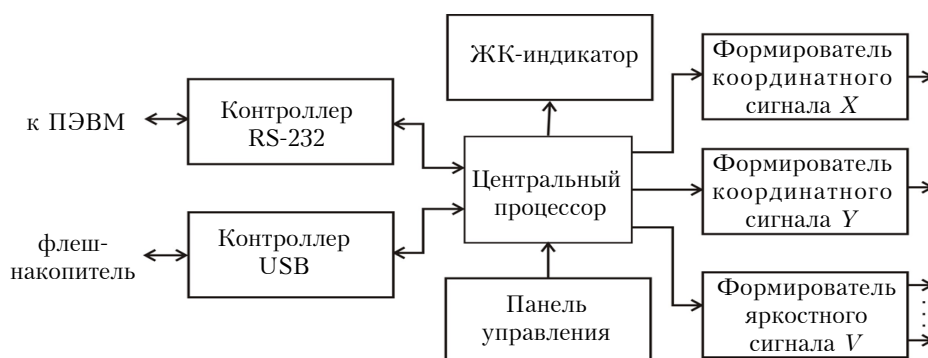 к ПЭВМ
Контроллер
RS-232
флеш-
накопитель
Контроллер
USB
ЖК-индикатор
Центральный
процессор
Панель
управления
Формирователь
координатного
сигнала X
Формирователь
координатного
сигнала Y
Формирователь
яркостного
сигнала V